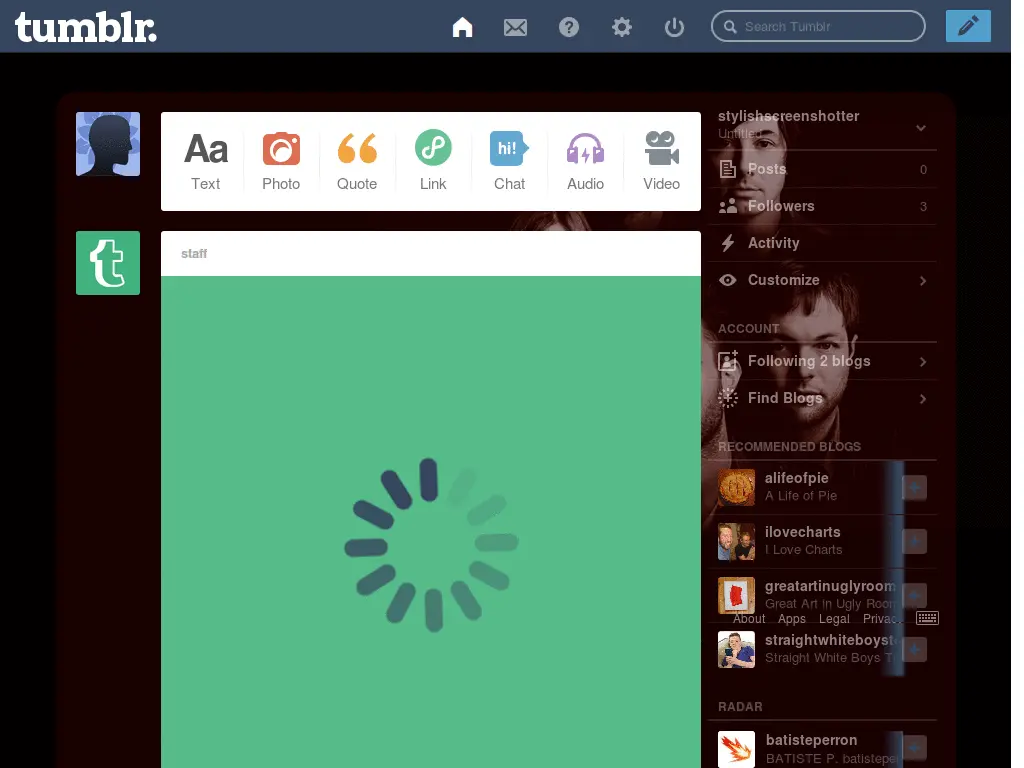 tumblr.
Search Tumblr
Aa
hi!
Text Photo Quote Link Chat Audio Video
staff
stylishscreenshotter
Untitled
Posts 0
Followers 3
Activity
Customize
ACCOUNT
Following 2 blogs
Find Blogs
RECOMMENDED BLOGS
alifeofpie
A Life of Pie
ilovecharts
I Love Charts
greatartinuglyroom
Great Art in Ugly Room
About Apps Legal Privac
straightwhiteboyste
Straight White Boys T
RADAR
batisteperron
BATISTE P. batisteper